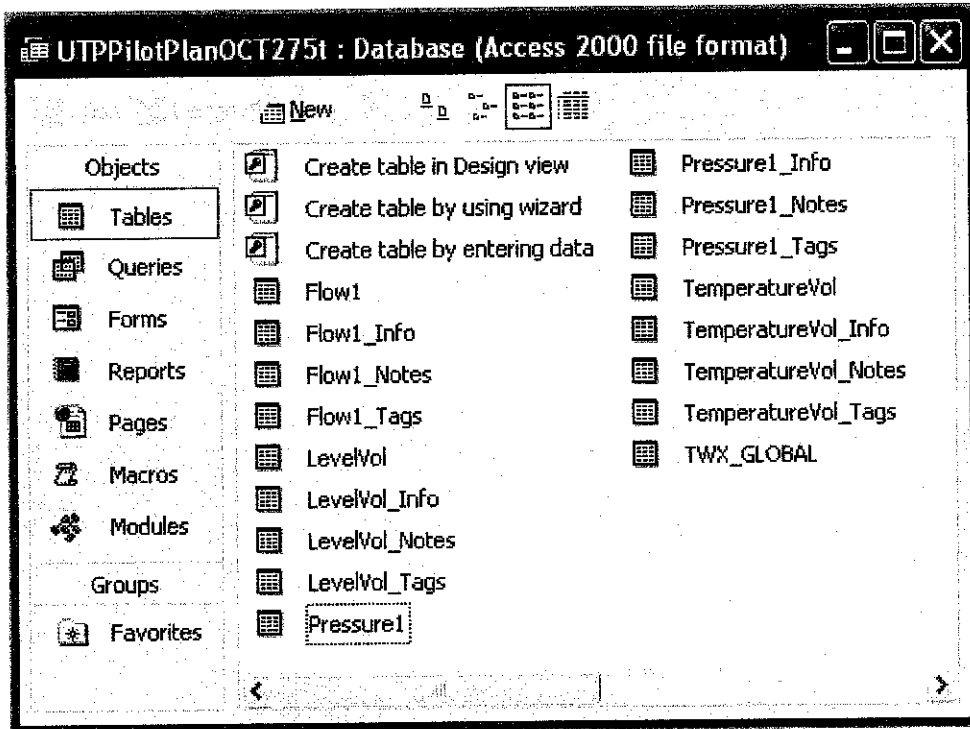 UTPPilotPlanOCT275t : Database (Access 2000 file format)
New
Objects
Tables
Queries
Forms
Reports
Pages
Macros
Modules
Groups
Favorites
Create table in Design view
Create table by using wizard
Create table by entering data
Flow1
Flow1_Info
Flow1_Notes
Flow1_Tags
LevelVol
LevelVol_Info
LevelVol_Notes
LevelVol_Tags
Pressure1
Pressure1_Info
Pressure1_Notes
Pressure1_Tags
TemperatureVol
TemperatureVol_Info
TemperatureVol_Notes
TemperatureVol_Tags
TWX_GLOBAL